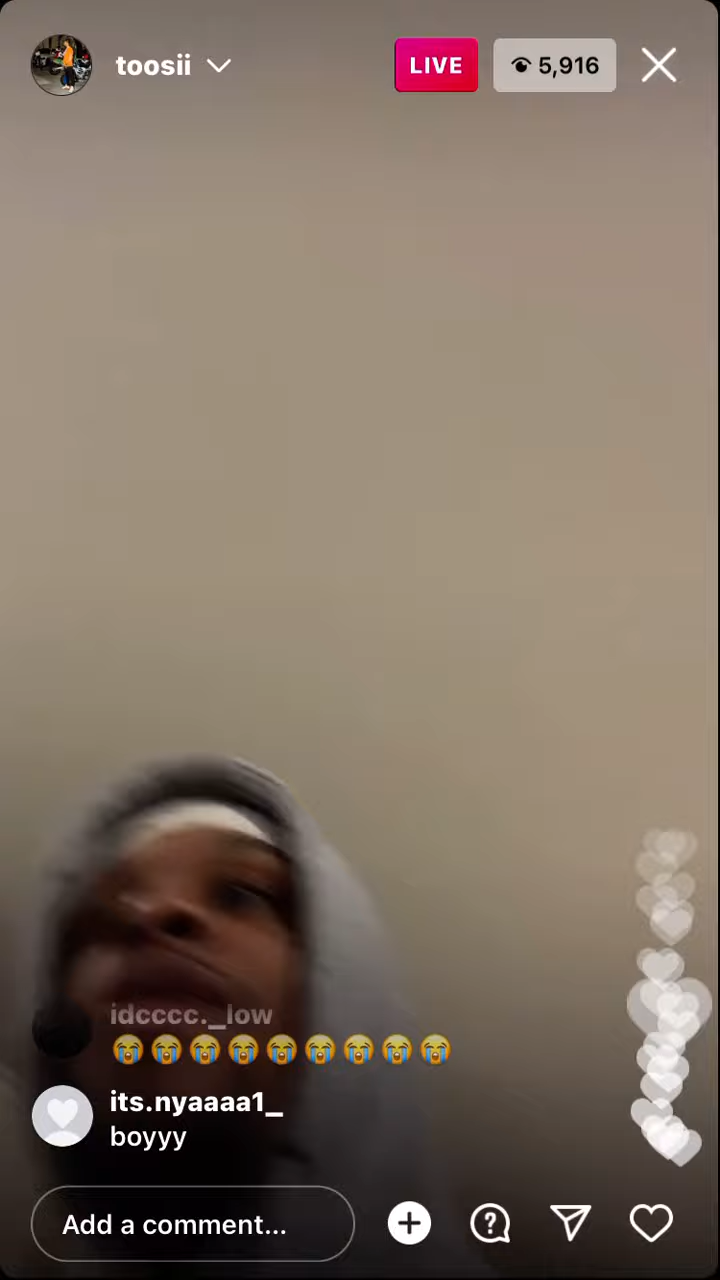 toosii
LIVE
5,916
idcccc._low
😭😭😭😭😭😭😭😭😭
its.nyaaaa1_
boyyy
Add a comment...